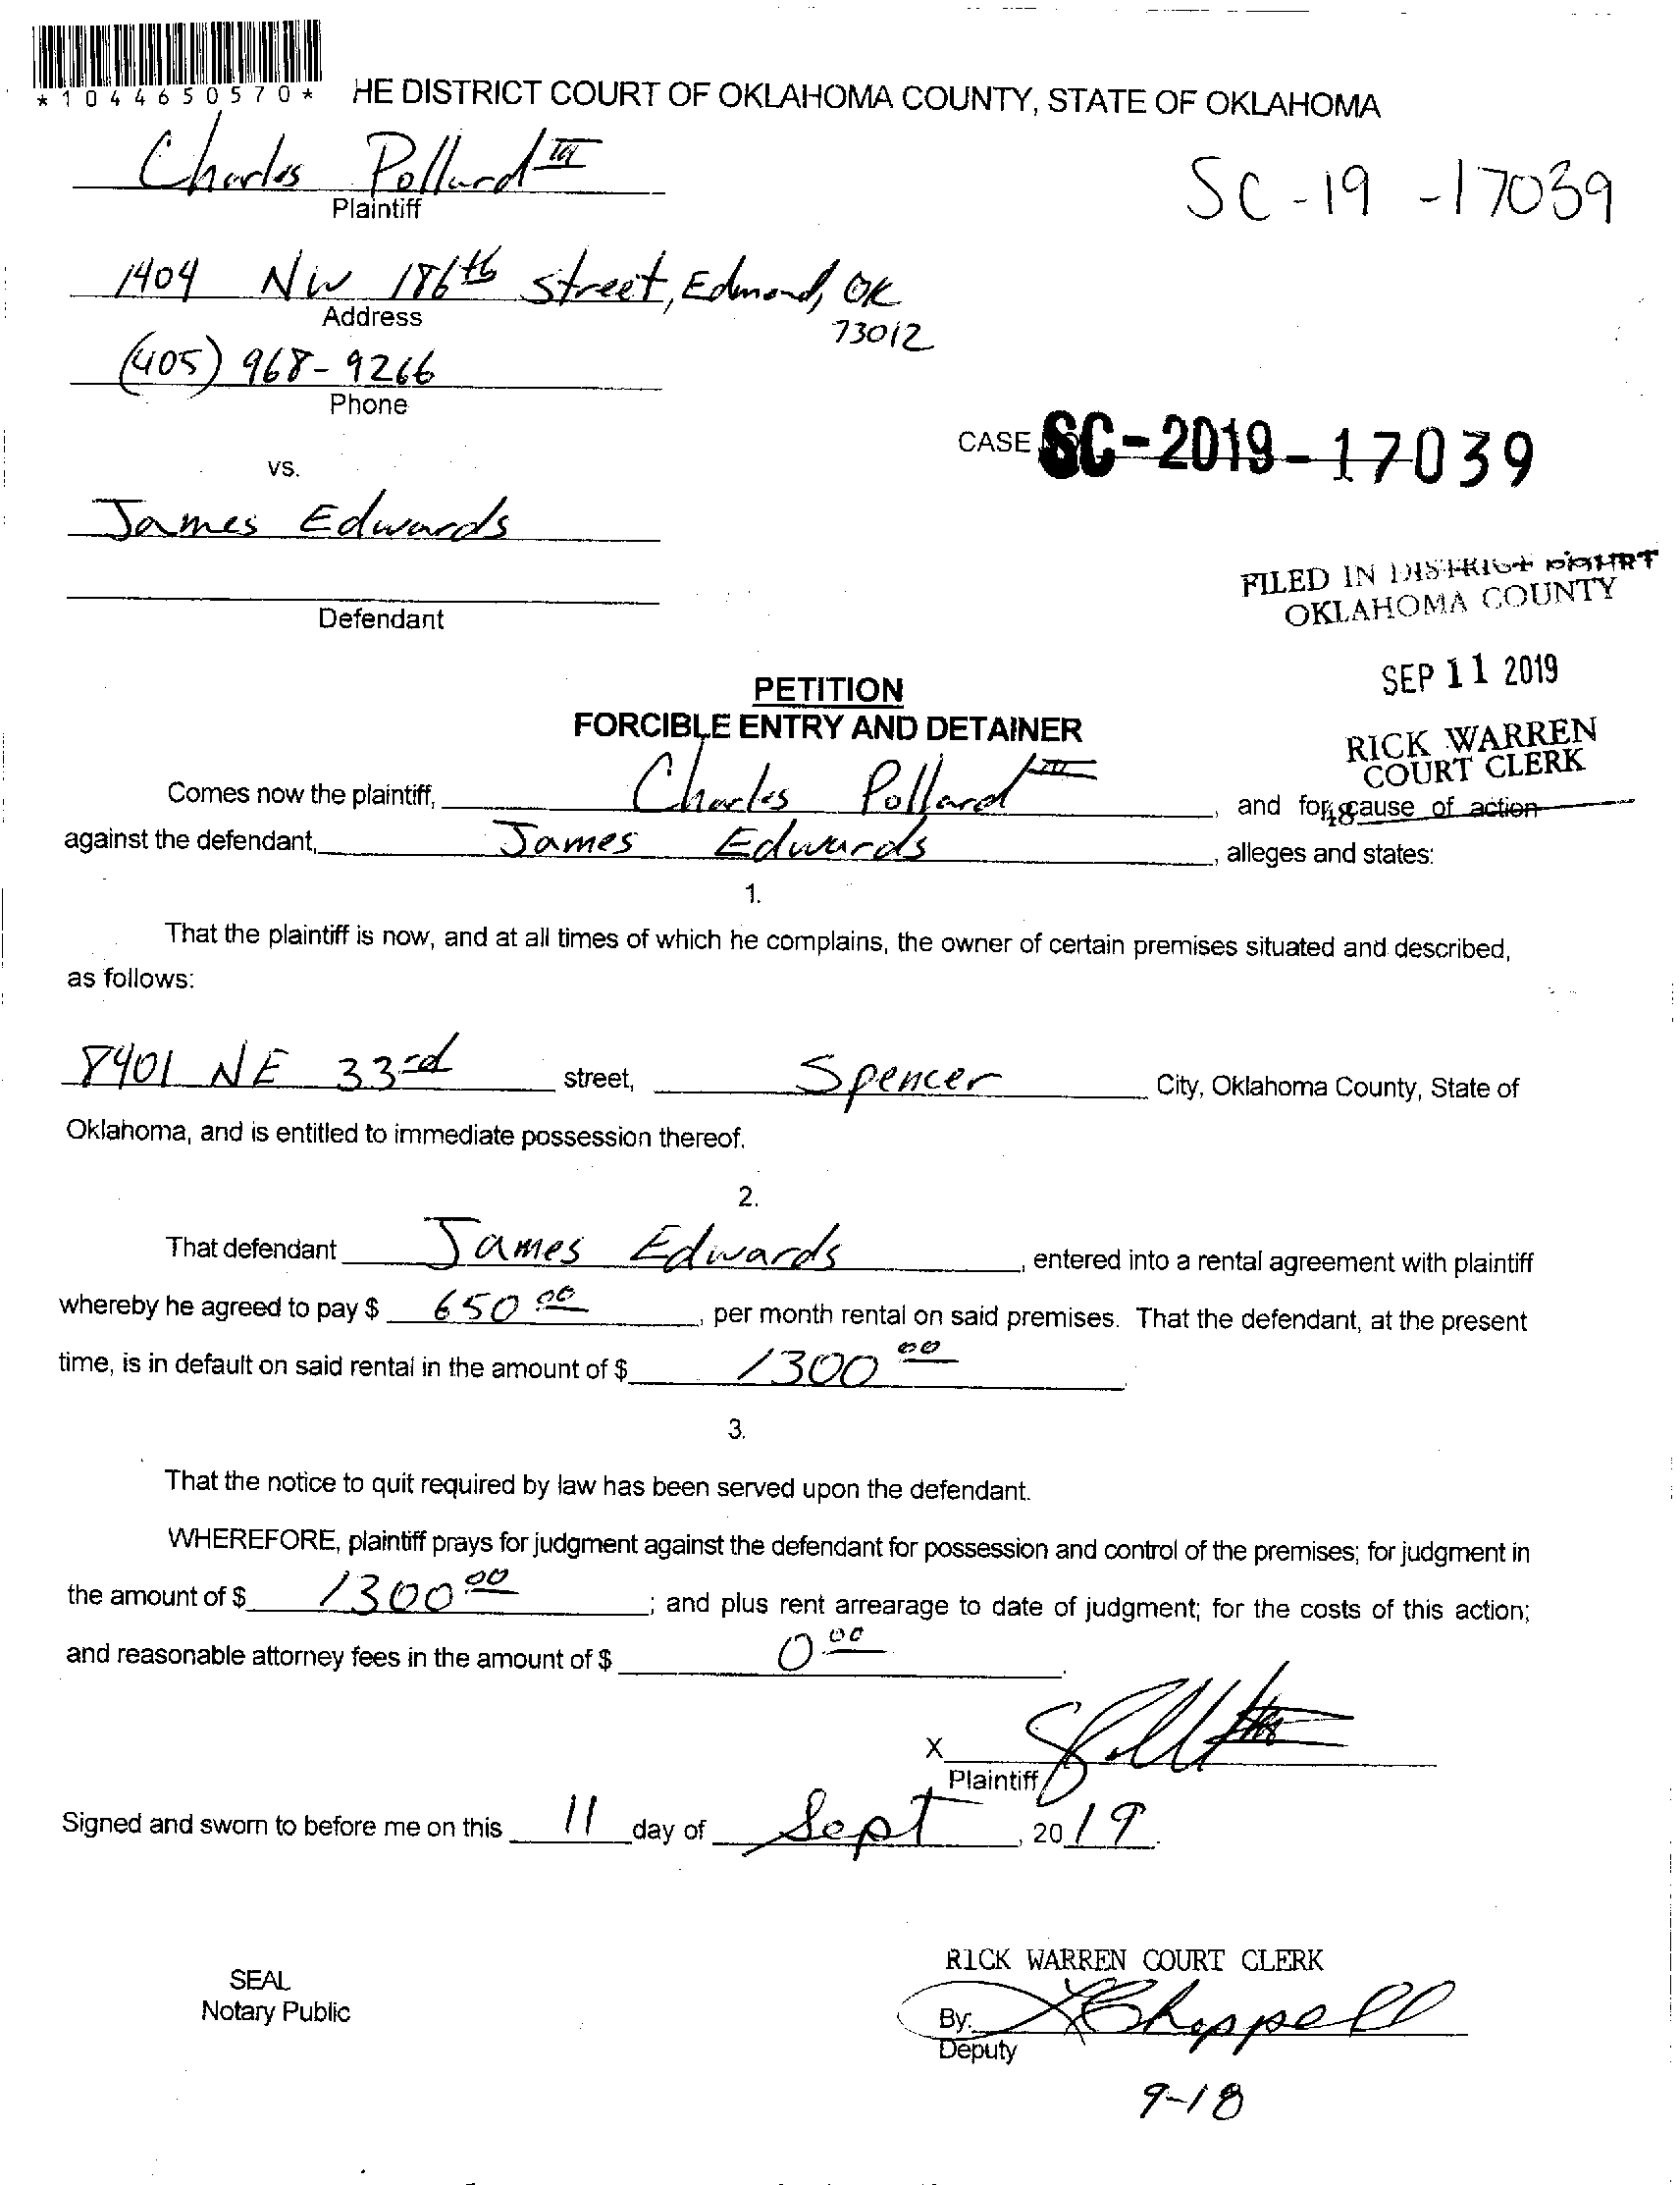 *1044650570*
HE DISTRICT COURT OF OKLAHOMA COUNTY, STATE OF OKLAHOMA
Charles Pollard III
Plaintiff
SC-19-17039
1404 NW 186th street, Edmond, OK
73012
Address
(405) 968-9266
Phone
CASE SC-2019-17039
vs.
James Edwards
Defendant
FILED IN DISTRICT COURT
OKLAHOMA COUNTY
SEP 11 2019
RICK WARREN
COURT CLERK
48
PETITION
FORCIBLE ENTRY AND DETAINER
Comes now the plaintiff, Charles Pollard III, and for cause of action
against the defendant, James Edwards, alleges and states:
1.
That the plaintiff is now, and at all times of which he complains, the owner of certain premises situated and described,
as follows:
8401 NE 33rd street, Spencer City, Oklahoma County, State of
Oklahoma, and is entitled to immediate possession thereof.
2.
That defendant James Edwards, entered into a rental agreement with plaintiff
whereby he agreed to pay $ 650 00, per month rental on said premises. That the defendant, at the present
time, is in default on said rental in the amount of $ 1300 00.
3.
That the notice to quit required by law has been served upon the defendant.
WHEREFORE, plaintiff prays for judgment against the defendant for possession and control of the premises; for judgment in
the amount of $ 1300 00; and plus rent arrearage to date of judgment; for the costs of this action;
and reasonable attorney fees in the amount of $ 0 00.
X
Plaintiff
Signed and sworn to before me on this 11 day of Sept, 2019.
RICK WARREN COURT CLERK
SEAL
Notary Public
By:
Deputy
9-18